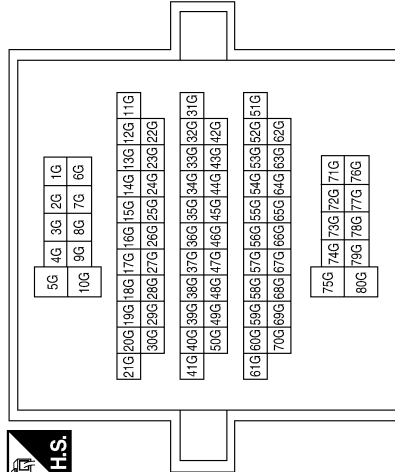 H.S.
5G 4G 3G 2G 1G
10G 9G 8G 7G 6G
21G 20G 19G 18G 17G 16G 15G 14G 13G 12G 11G
30G 29G 28G 27G 26G 25G 24G 23G 22G
41G 40G 39G 38G 37G 36G 35G 34G 33G 32G 31G
50G 49G 48G 47G 46G 45G 44G 43G 42G
61G 60G 59G 58G 57G 56G 55G 54G 53G 52G 51G
70G 69G 68G 67G 66G 65G 64G 63G 62G
75G 74G 73G 72G 71G
80G 79G 78G 77G 76G